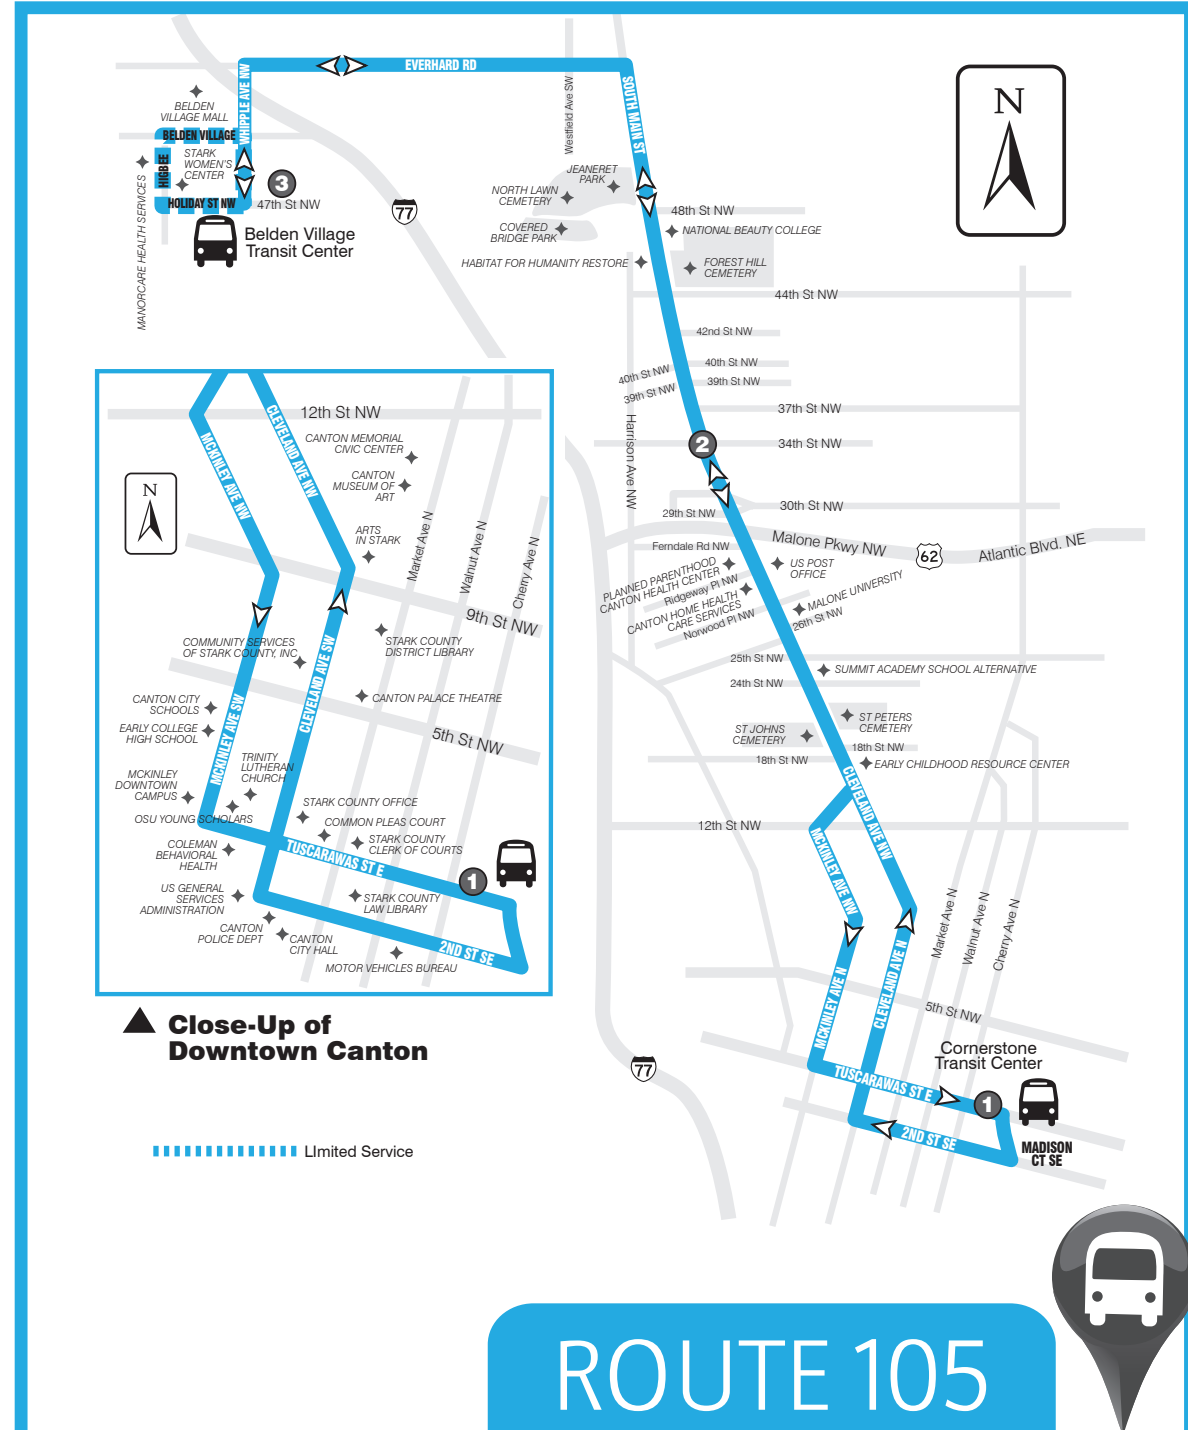 EVERHARD RD
WHIPPLE AVE NW
SOUTH MAIN ST
Westfield Ave SW
N
BELDEN
VILLAGE MALL
BELDEN VILLAGE
HIGBEE
STARK
WOMEN'S
CENTER
HOLIDAY ST NW
MANORCARE HEALTH SERVICES
3
47th St NW
Belden Village
Transit Center
77
JEANERET
PARK
NORTH LAWN
CEMETERY
COVERED
BRIDGE PARK
HABITAT FOR HUMANITY RESTORE
48th St NW
NATIONAL BEAUTY COLLEGE
FOREST HILL
CEMETERY
44th St NW
42nd St NW
40th St NW
40th St NW
39th St NW
39th St NW
37th St NW
Harrison Ave NW
2
34th St NW
30th St NW
29th St NW
Malone Pkwy NW
62
Atlantic Blvd. NE
Ferndale Rd NW
PLANNED PARENTHOOD
CANTON HEALTH CENTER
Ridgeway Pl NW
US POST
OFFICE
CANTON HOME HEALTH
CARE SERVICES
Norwood Pl NW
MALONE UNIVERSITY
26th St NW
25th St NW
SUMMIT ACADEMY SCHOOL ALTERNATIVE
24th St NW
ST PETERS
CEMETERY
ST JOHNS
CEMETERY
18th St NW
18th St NW
EARLY CHILDHOOD RESOURCE CENTER
CLEVELAND AVE NW
12th St NW
MCKINLEY AVE NW
MCKINLEY AVE N
CLEVELAND AVE N
Market Ave N
Walnut Ave N
Cherry Ave N
5th St NW
Cornerstone
Transit Center
TUSCARAWAS ST E
1
2ND ST SE
MADISON
CT SE
77
12th St NW
MCKINLEY AVE NW
CLEVELAND AVE NW
CANTON MEMORIAL
CIVIC CENTER
CANTON
MUSEUM OF
ART
N
ARTS
IN STARK
Market Ave N
Walnut Ave N
Cherry Ave N
9th St NW
COMMUNITY SERVICES
OF STARK COUNTY, INC
STARK COUNTY
DISTRICT LIBRARY
CLEVELAND AVE SW
MCKINLEY AVE SW
CANTON CITY
SCHOOLS
CANTON PALACE THEATRE
EARLY COLLEGE
HIGH SCHOOL
5th St NW
TRINITY
LUTHERAN
CHURCH
MCKINLEY
DOWNTOWN
CAMPUS
OSU YOUNG SCHOLARS
STARK COUNTY OFFICE
COMMON PLEAS COURT
STARK COUNTY
CLERK OF COURTS
COLEMAN
BEHAVIORAL
HEALTH
TUSCARAWAS ST E
1
US GENERAL
SERVICES
ADMINISTRATION
STARK COUNTY
LAW LIBRARY
CANTON
POLICE DEPT
CANTON
CITY HALL
2ND ST SE
MOTOR VEHICLES BUREAU
Close-Up of
Downtown Canton
LImited Service
ROUTE 105